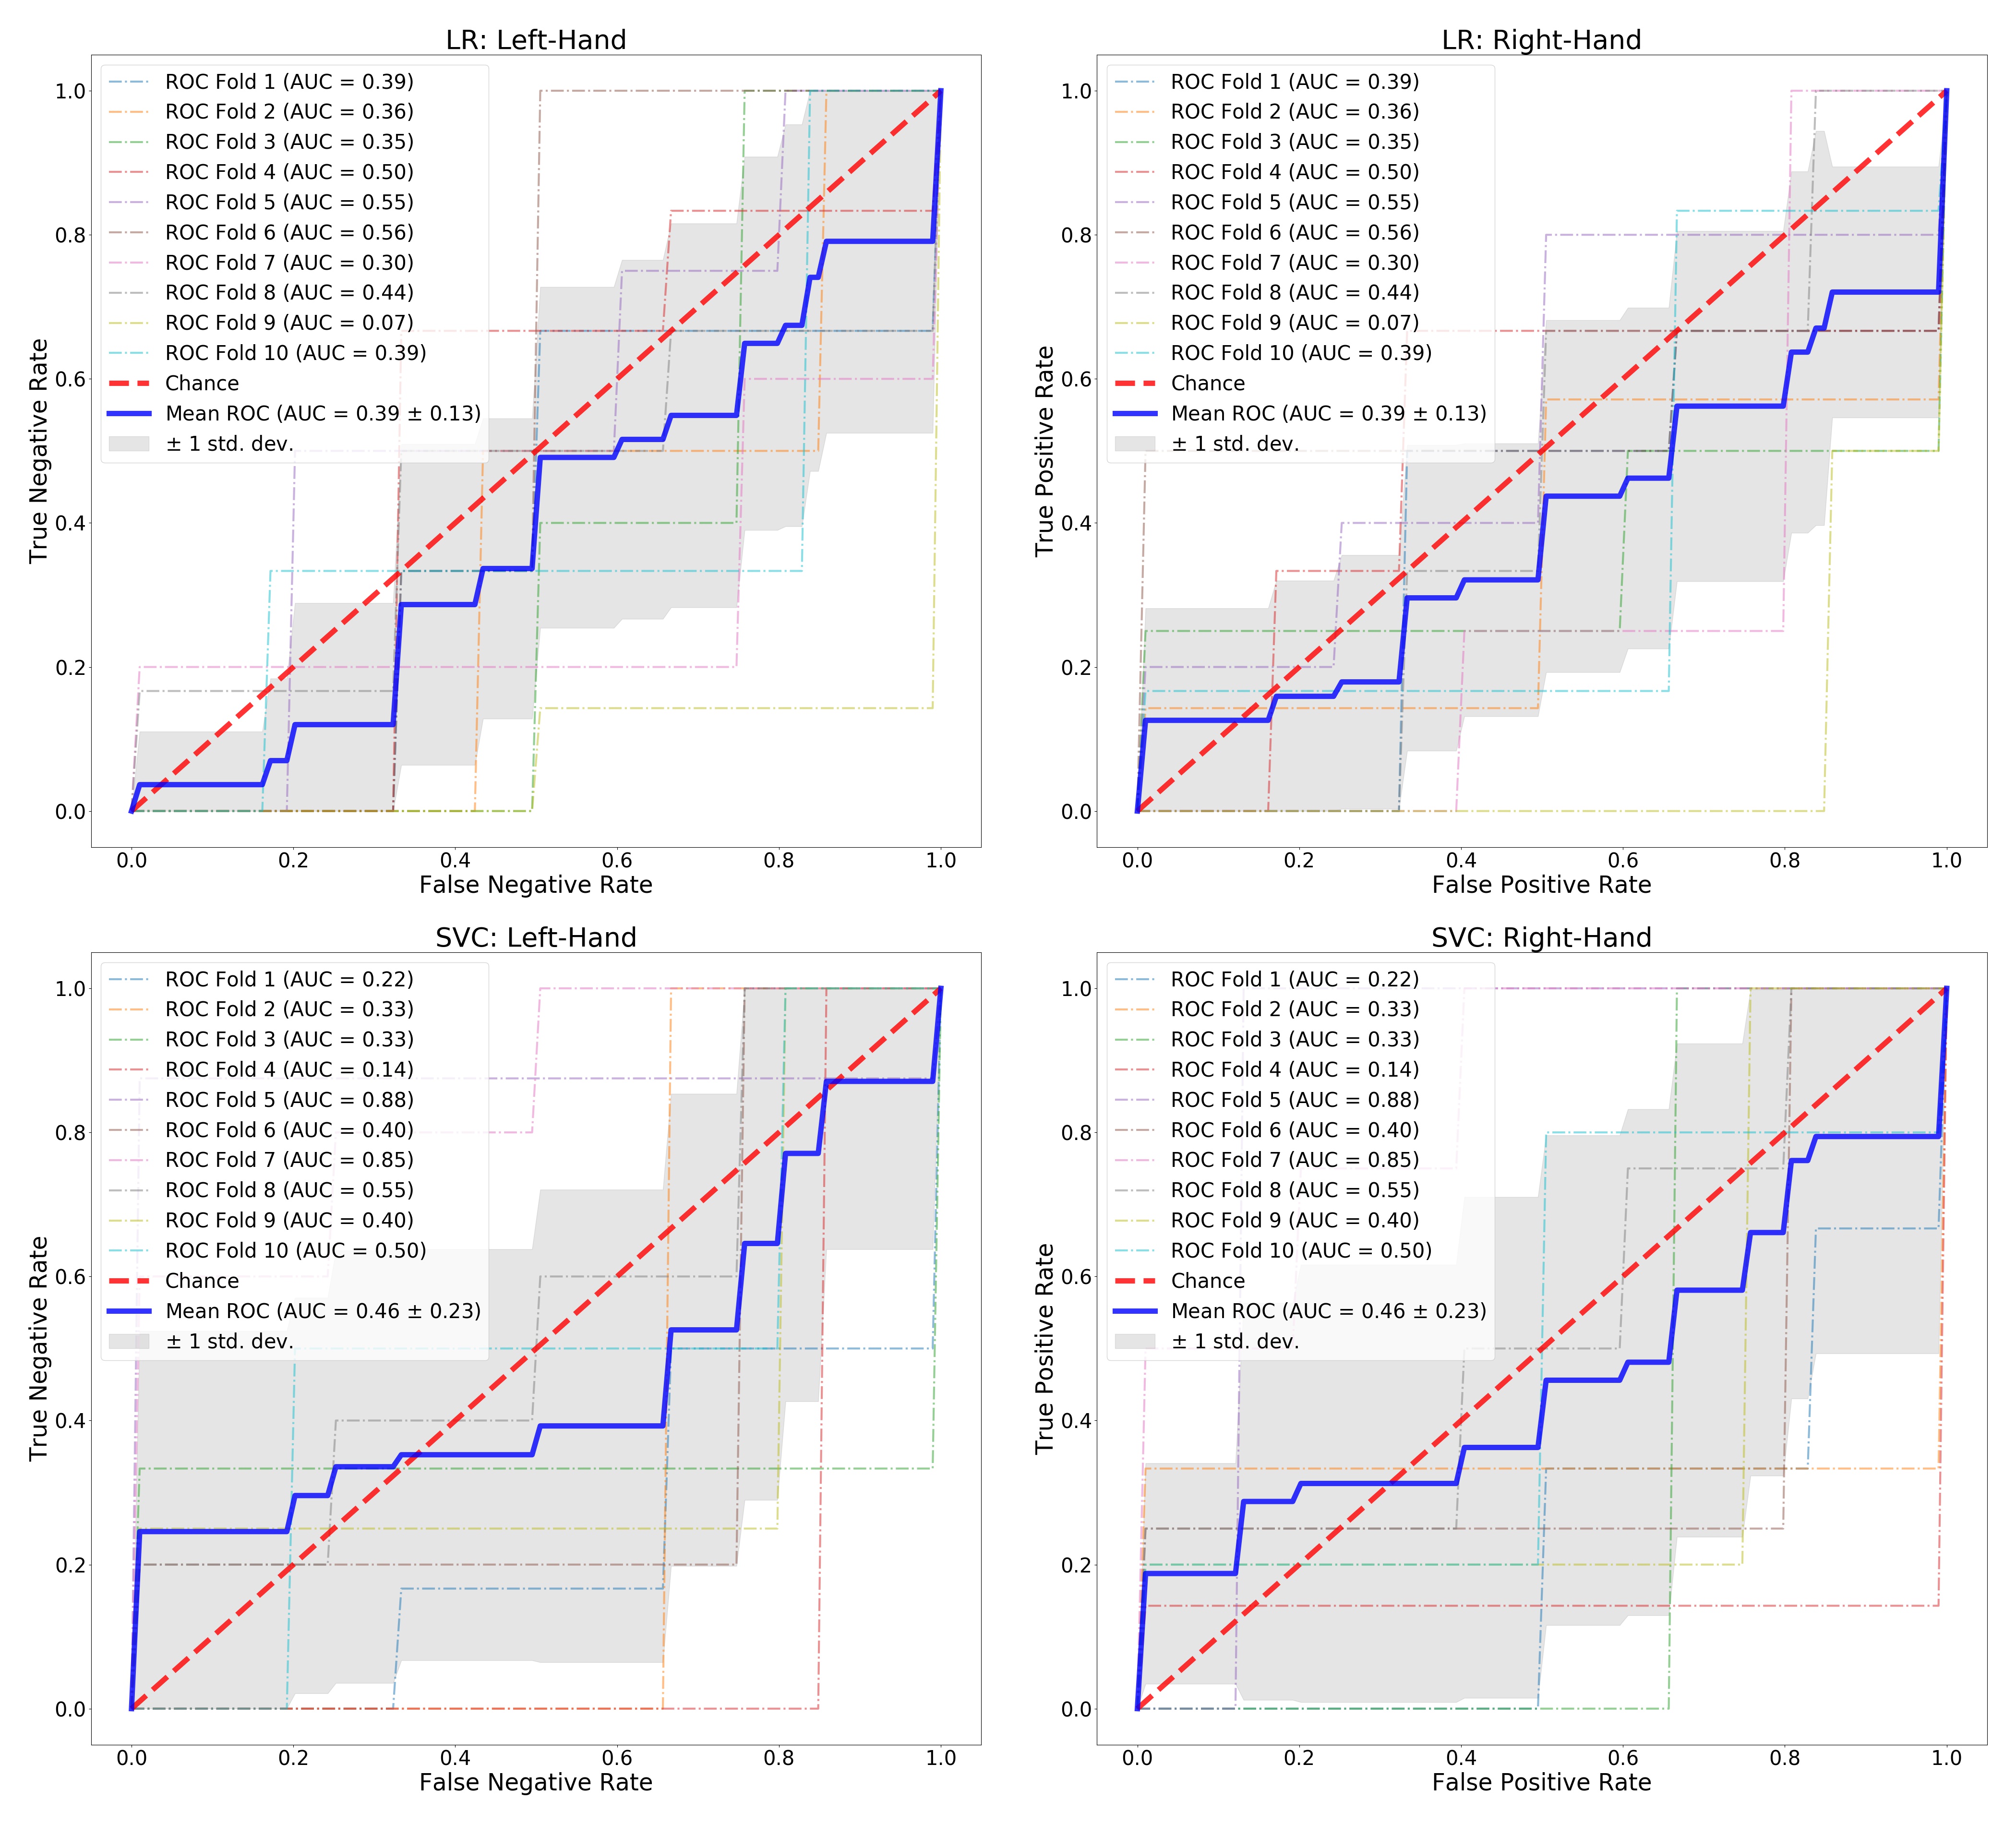 LR: Left-Hand
True Negative Rate
1.0
0.8
0.6
0.4
0.2
0.0
ROC Fold 1 (AUC = 0.39)
ROC Fold 2 (AUC = 0.36)
ROC Fold 3 (AUC = 0.35)
ROC Fold 4 (AUC = 0.50)
ROC Fold 5 (AUC = 0.55)
ROC Fold 6 (AUC = 0.56)
ROC Fold 7 (AUC = 0.30)
ROC Fold 8 (AUC = 0.44)
ROC Fold 9 (AUC = 0.07)
ROC Fold 10 (AUC = 0.39)
Chance
Mean ROC (AUC = 0.39 ± 0.13)
± 1 std. dev.
0.0 0.2 0.4 0.6 0.8 1.0
False Negative Rate
LR: Right-Hand
True Positive Rate
1.0
0.8
0.6
0.4
0.2
0.0
ROC Fold 1 (AUC = 0.39)
ROC Fold 2 (AUC = 0.36)
ROC Fold 3 (AUC = 0.35)
ROC Fold 4 (AUC = 0.50)
ROC Fold 5 (AUC = 0.55)
ROC Fold 6 (AUC = 0.56)
ROC Fold 7 (AUC = 0.30)
ROC Fold 8 (AUC = 0.44)
ROC Fold 9 (AUC = 0.07)
ROC Fold 10 (AUC = 0.39)
Chance
Mean ROC (AUC = 0.39 ± 0.13)
± 1 std. dev.
0.0 0.2 0.4 0.6 0.8 1.0
False Positive Rate
SVC: Left-Hand
True Negative Rate
1.0
0.8
0.6
0.4
0.2
0.0
ROC Fold 1 (AUC = 0.22)
ROC Fold 2 (AUC = 0.33)
ROC Fold 3 (AUC = 0.33)
ROC Fold 4 (AUC = 0.14)
ROC Fold 5 (AUC = 0.88)
ROC Fold 6 (AUC = 0.40)
ROC Fold 7 (AUC = 0.85)
ROC Fold 8 (AUC = 0.55)
ROC Fold 9 (AUC = 0.40)
ROC Fold 10 (AUC = 0.50)
Chance
Mean ROC (AUC = 0.46 ± 0.23)
± 1 std. dev.
0.0 0.2 0.4 0.6 0.8 1.0
False Negative Rate
SVC: Right-Hand
True Positive Rate
1.0
0.8
0.6
0.4
0.2
0.0
ROC Fold 1 (AUC = 0.22)
ROC Fold 2 (AUC = 0.33)
ROC Fold 3 (AUC = 0.33)
ROC Fold 4 (AUC = 0.14)
ROC Fold 5 (AUC = 0.88)
ROC Fold 6 (AUC = 0.40)
ROC Fold 7 (AUC = 0.85)
ROC Fold 8 (AUC = 0.55)
ROC Fold 9 (AUC = 0.40)
ROC Fold 10 (AUC = 0.50)
Chance
Mean ROC (AUC = 0.46 ± 0.23)
± 1 std. dev.
0.0 0.2 0.4 0.6 0.8 1.0
False Positive Rate